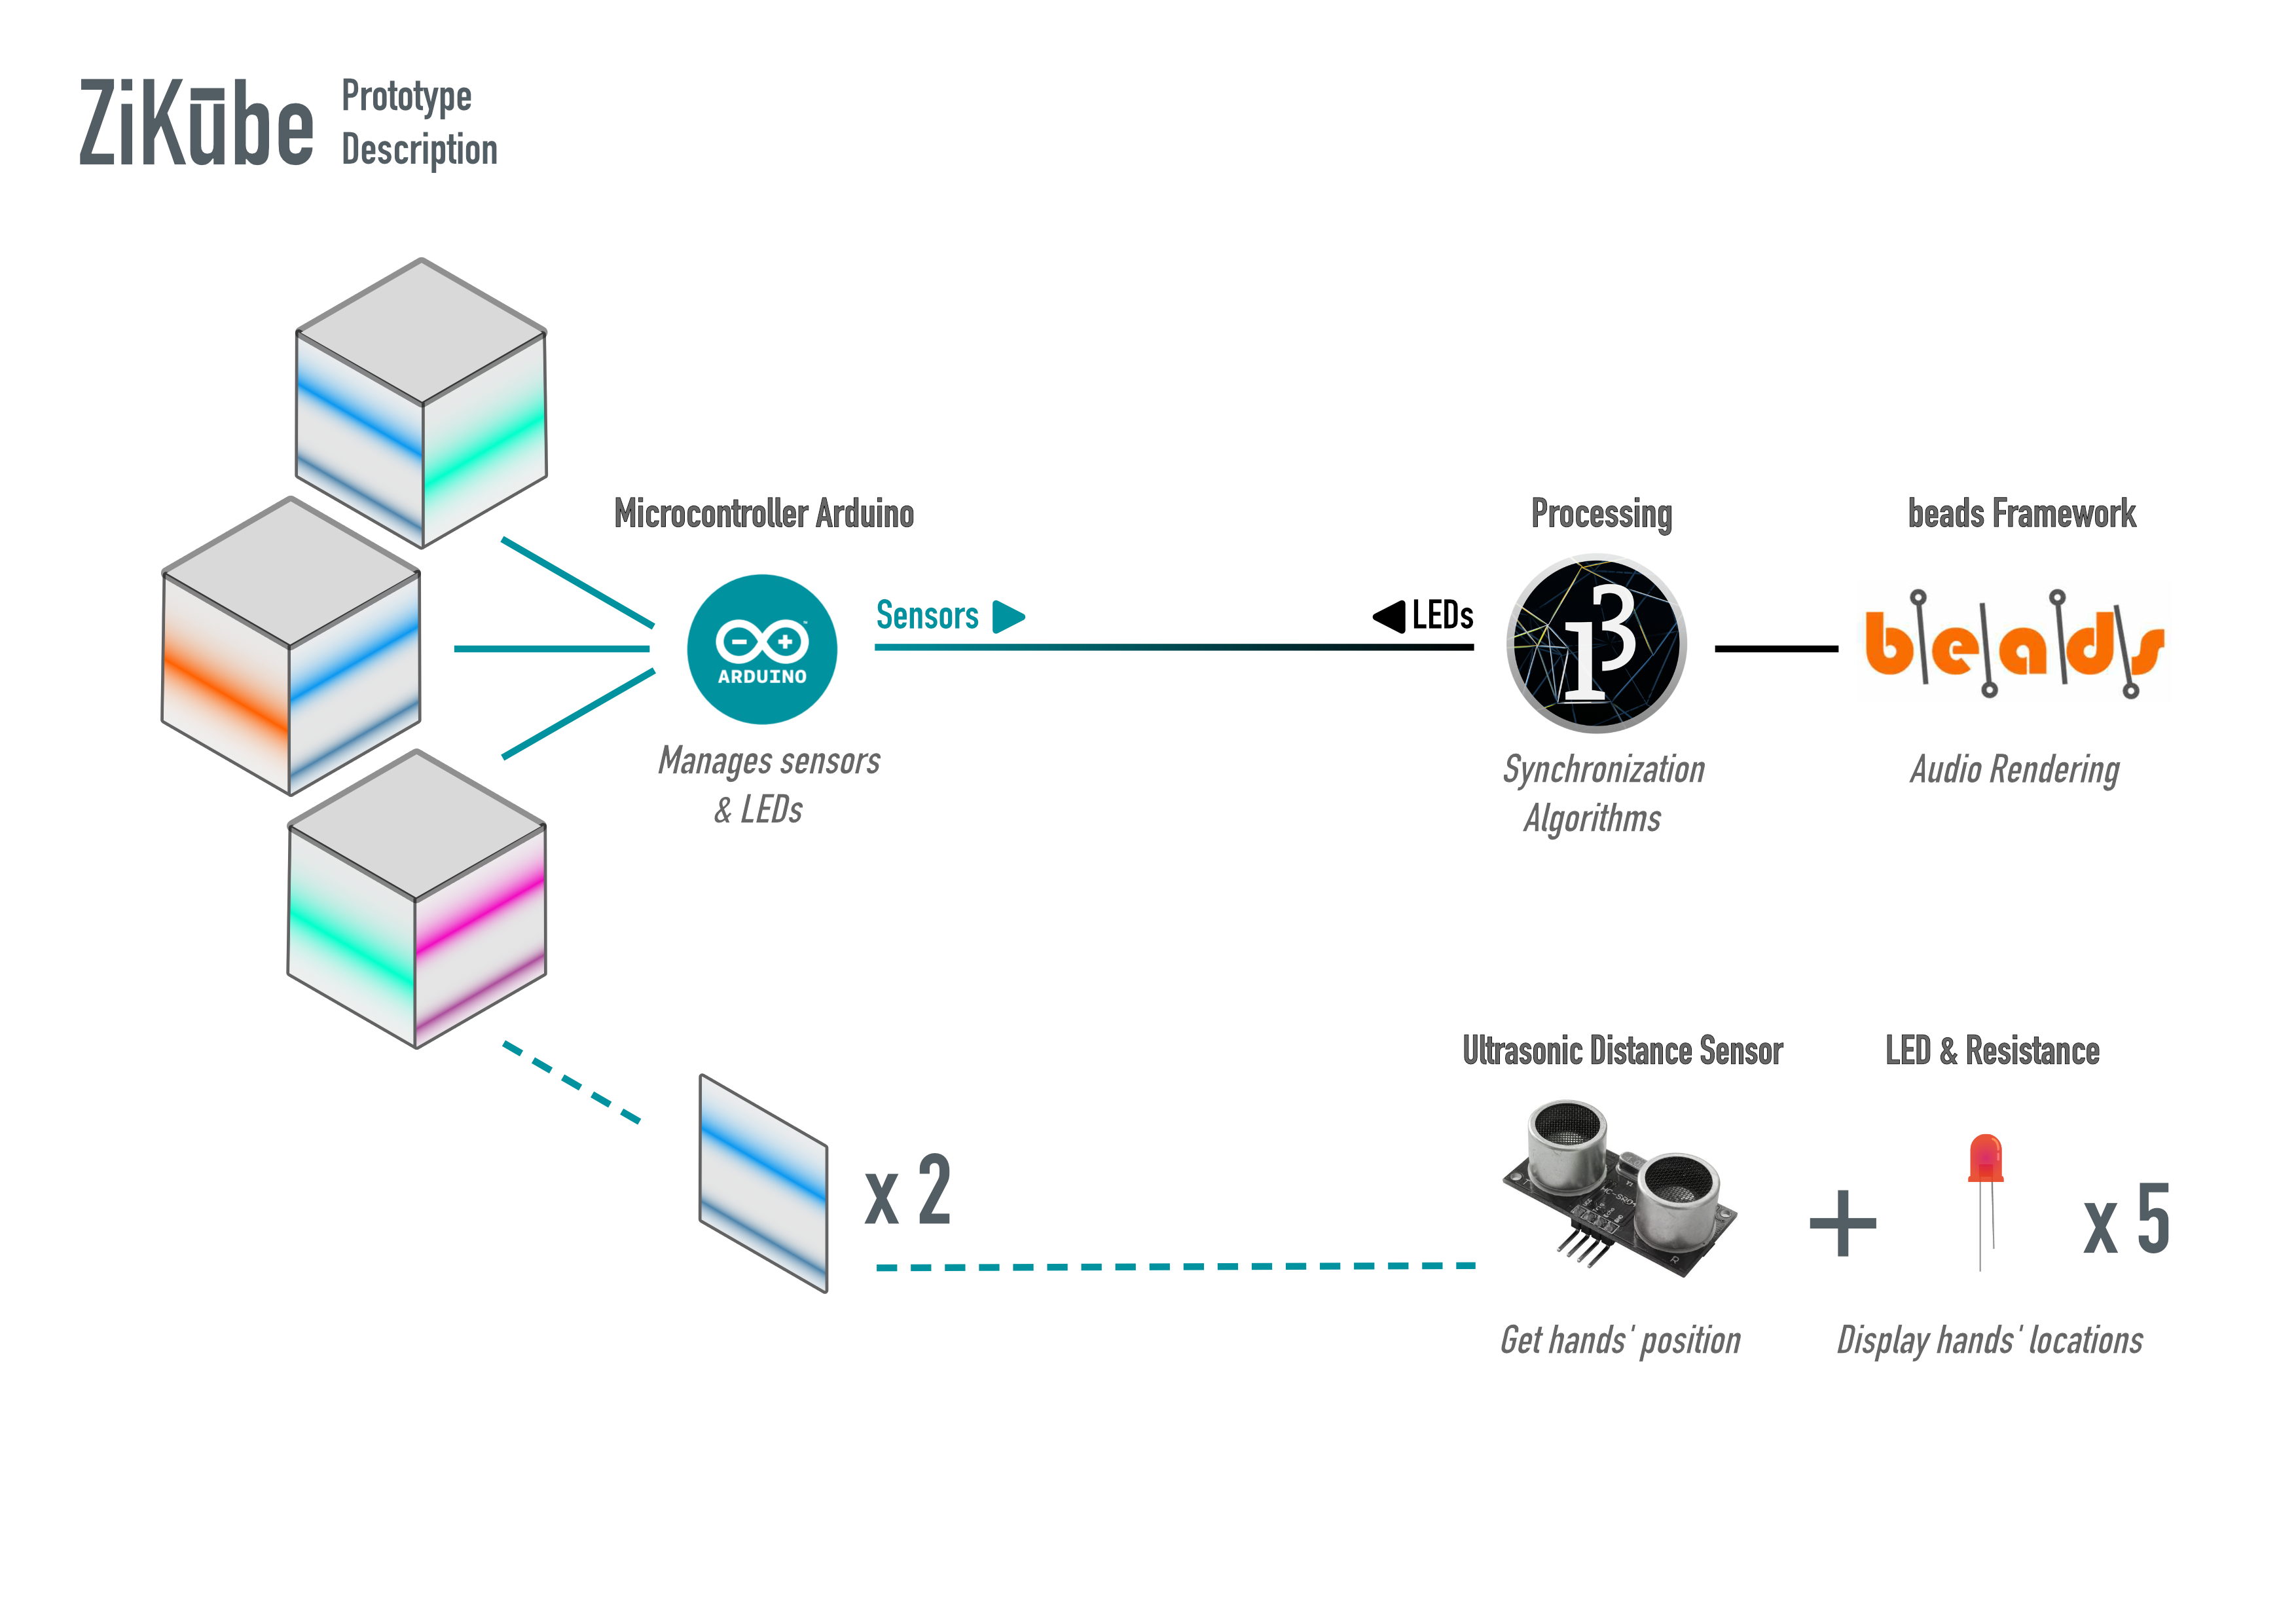 ZiKūbe
Prototype
Description
Microcontroller Arduino
Processing
beads Framework
Sensors
LEDs
ARDUINO
beads
Manages sensors
& LEDs
Synchronization
Algorithms
Audio Rendering
Ultrasonic Distance Sensor
LED & Resistance
x 2
x 5
Get hands' position
Display hands' locations